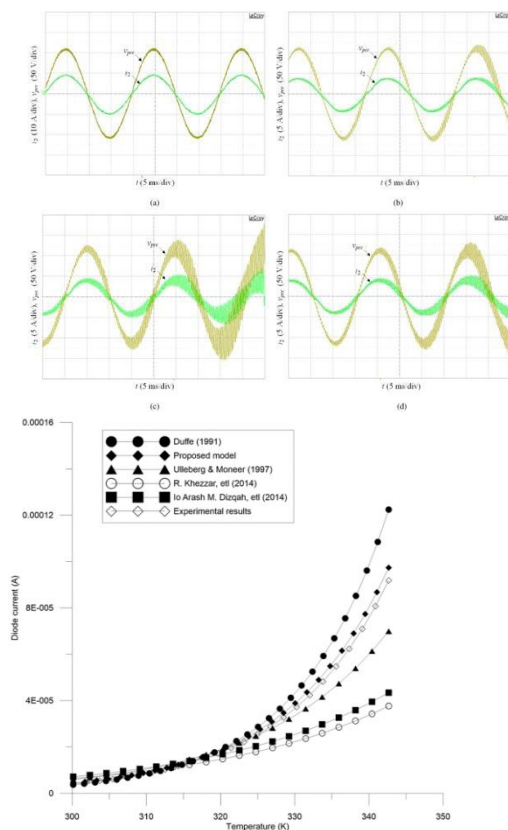 LeCroy
LeCroy
v_pcc
i_2
i_2 (10 A/div), v_pcc (50 V/div)
t (5 ms/div)
(a)
v_pcc
i_2
i_2 (5 A/div), v_pcc (50 V/div)
t (5 ms/div)
(b)
LeCroy
LeCroy
v_pcc
i_2
i_2 (5 A/div), v_pcc (50 V/div)
t (5 ms/div)
(c)
v_pcc
i_2
i_2 (5 A/div), v_pcc (50 V/div)
t (5 ms/div)
(d)
0.00016
Duffe (1991)
Proposed model
Ulleberg & Moneer (1997)
R. Khezzar, etl (2014)
Io Arash M. Dizqah, etl (2014)
Experimental results
0.00012
Diode current (A)
8E-005
4E-005
0
300 310 320 330 340 350
Temperature (K)